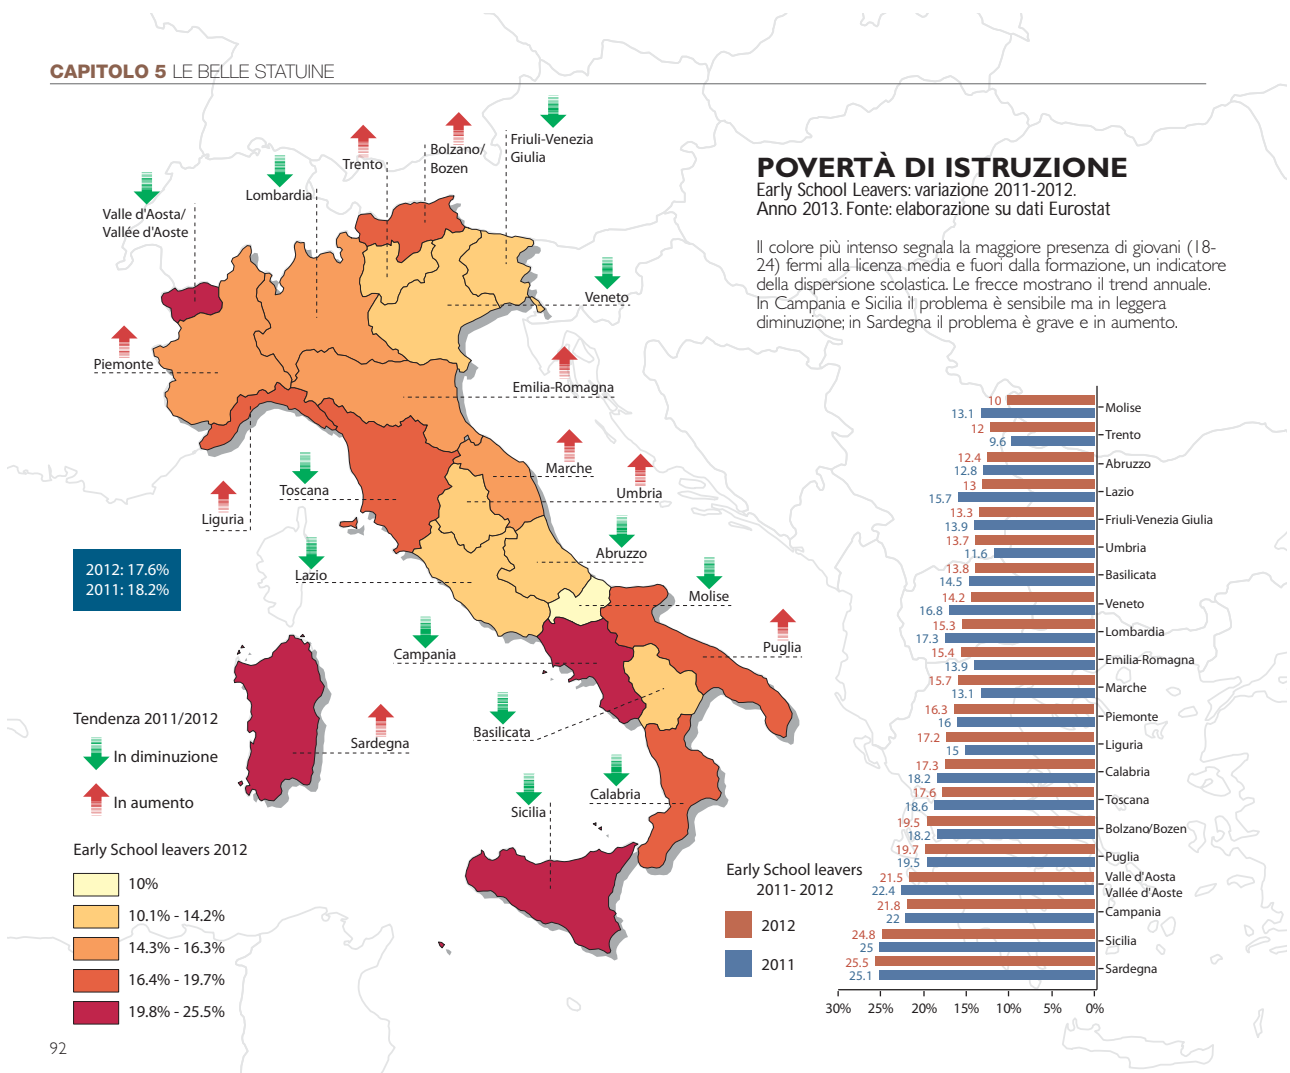 CAPITOLO 5 LE BELLE STATUINE
POVERTÀ DI ISTRUZIONE
Early School Leavers: variazione 2011-2012.
Anno 2013. Fonte: elaborazione su dati Eurostat
Il colore più intenso segnala la maggiore presenza di giovani (18-
24) fermi alla licenza media e fuori dalla formazione, un indicatore
della dispersione scolastica. Le frecce mostrano il trend annuale.
In Campania e Sicilia il problema è sensibile ma in leggera
diminuzione; in Sardegna il problema è grave e in aumento.
Trento
Bolzano/
Bozen
Friuli-Venezia
Giulia
Lombardia
Valle d'Aosta/
Vallée d'Aoste
Veneto
Piemonte
Emilia-Romagna
Marche
Umbria
Toscana
Liguria
Abruzzo
Lazio
Molise
Puglia
Campania
Basilicata
Sardegna
Calabria
Sicilia
2012: 17.6%
2011: 18.2%
Tendenza 2011/2012
In diminuzione
In aumento
Early School leavers 2012
10%
10.1% - 14.2%
14.3% - 16.3%
16.4% - 19.7%
19.8% - 25.5%
Early School leavers
2011- 2012
2012
2011
10
13.1
Molise
12
9.6
Trento
12.4
12.8
Abruzzo
13
15.7
Lazio
13.3
13.9
Friuli-Venezia Giulia
13.7
11.6
Umbria
13.8
14.5
Basilicata
14.2
16.8
Veneto
15.3
17.3
Lombardia
15.4
13.9
Emilia-Romagna
15.7
13.1
Marche
16.3
16
Piemonte
17.2
15
Liguria
17.3
18.2
Calabria
17.6
18.6
Toscana
19.5
18.2
Bolzano/Bozen
19.7
19.5
Puglia
21.5
22.4
Valle d'Aosta
Vallée d'Aoste
21.8
22
Campania
24.8
25
Sicilia
25.5
25.1
Sardegna
30% 25% 20% 15% 10% 5% 0%
92